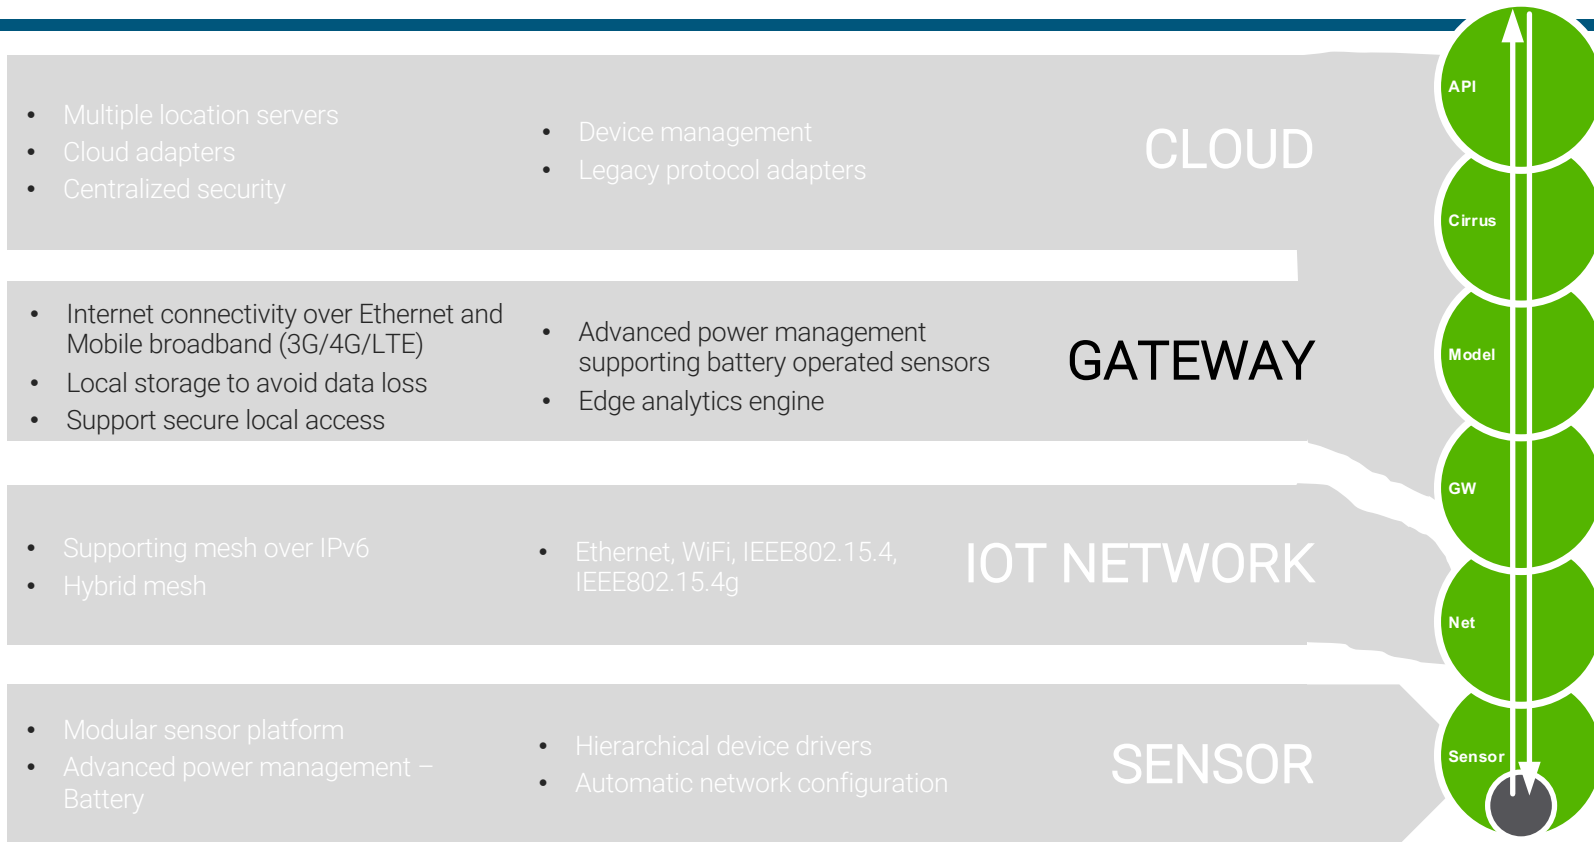 • Multiple location servers
• Cloud adapters
• Centralized security
• Device management
• Legacy protocol adapters
CLOUD
• Internet connectivity over Ethernet and
Mobile broadband (3G/4G/LTE)
• Local storage to avoid data loss
• Support secure local access
• Advanced power management
supporting battery operated sensors
• Edge analytics engine
GATEWAY
• Supporting mesh over IPv6
• Hybrid mesh
• Ethernet, WiFi, IEEE802.15.4,
IEEE802.15.4g
IOT NETWORK
• Modular sensor platform
• Advanced power management –
Battery
• Hierarchical device drivers
• Automatic network configuration
SENSOR
API
Cirrus
Model
GW
Net
Sensor